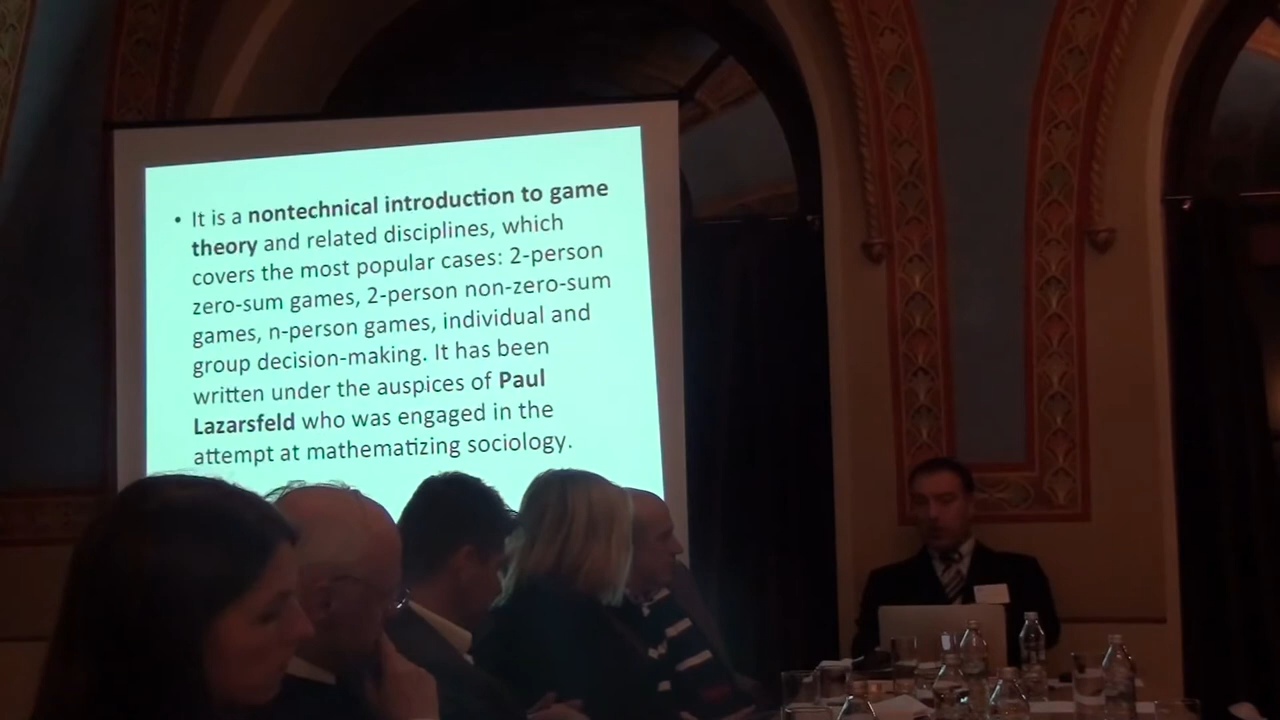 • It is a nontechnical introduction to game
theory and related disciplines, which
covers the most popular cases: 2-person
zero-sum games, 2-person non-zero-sum
games, n-person games, individual and
group decision-making. It has been
written under the auspices of Paul
Lazarsfeld who was engaged in the
attempt at mathematizing sociology.